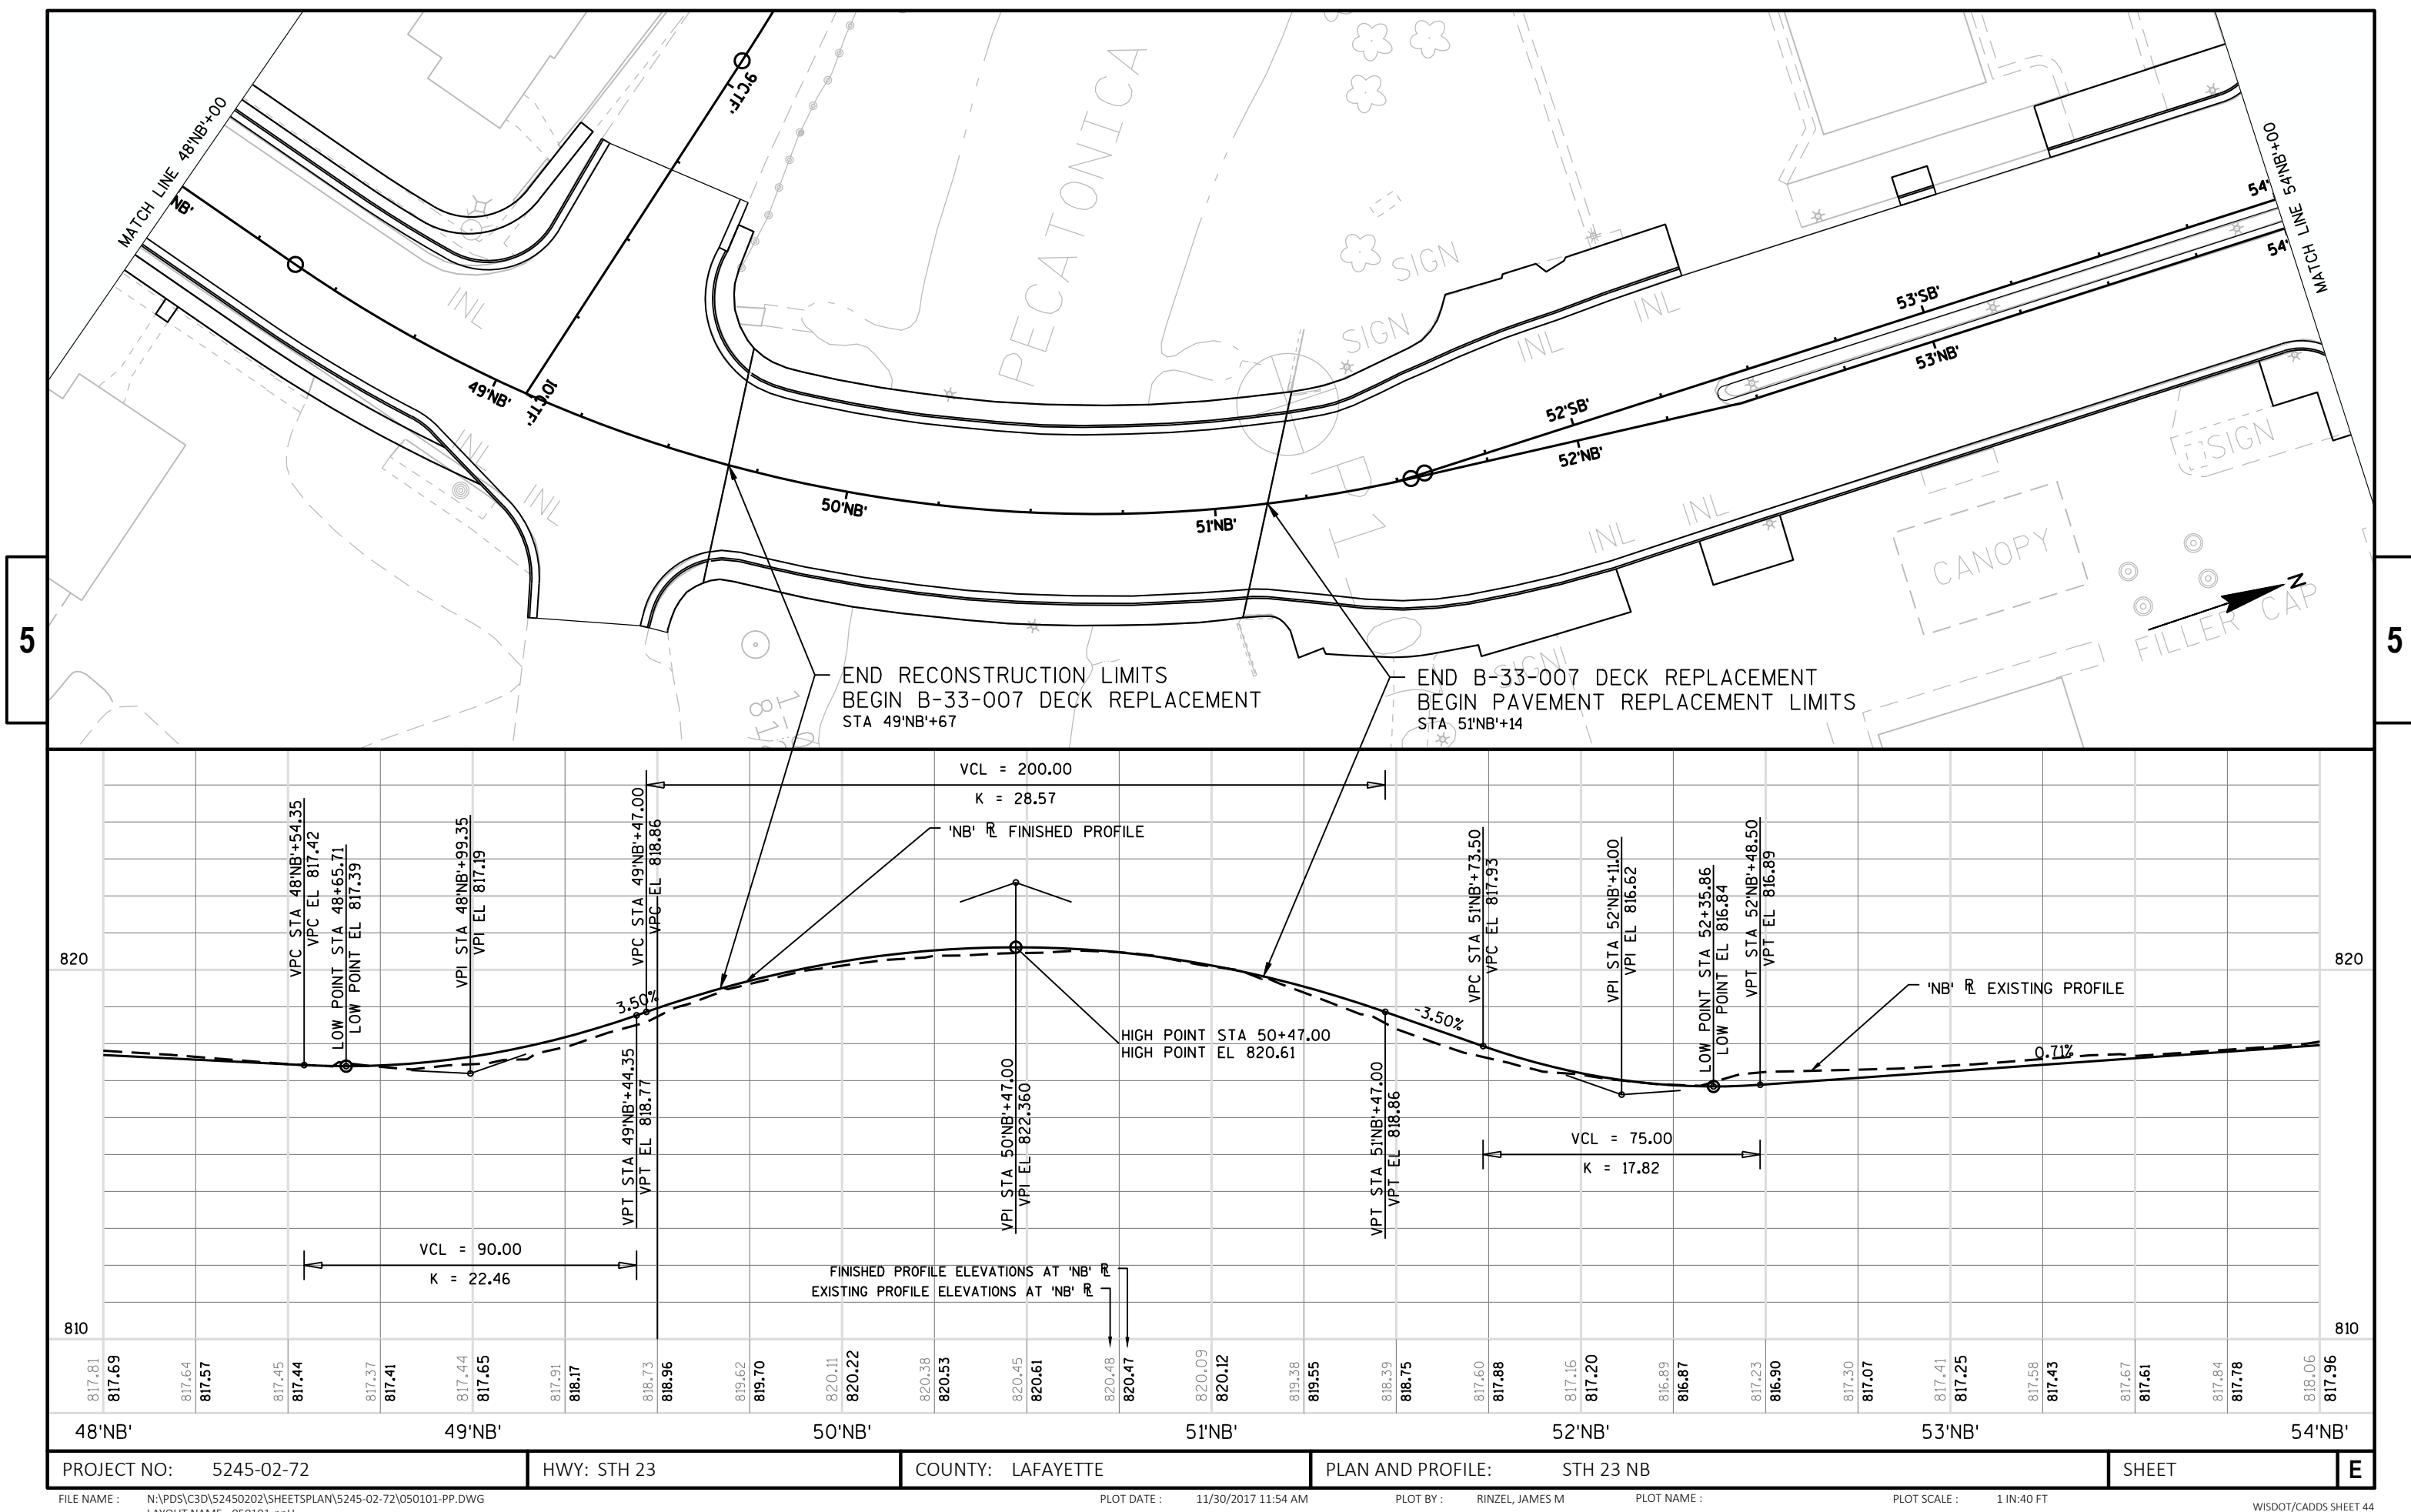 MATCH LINE 48'NB'+00
NB'
9'CTF'
10'CTF'
49'NB'
50'NB'
51'NB'
52'NB'
52'SB'
53'SB'
53'NB'
54'
54'
MATCH LINE 54'NB'+00
PECATONICA
INL
INL
INL
SIGN
SIGN
INL
INL
INL
INL
SIGN
SIGN
CANOPY
FILLER CAP
N
818
5
5
END RECONSTRUCTION LIMITS
BEGIN B-33-007 DECK REPLACEMENT
STA 49'NB'+67
END B-33-007 DECK REPLACEMENT
BEGIN PAVEMENT REPLACEMENT LIMITS
STA 51'NB'+14
VCL = 200.00
K = 28.57
'NB' RL FINISHED PROFILE
VPC STA 48'NB'+54.35
VPC EL 817.42
LOW POINT STA 48+65.71
LOW POINT EL 817.39
VPI STA 48'NB'+99.35
VPI EL 817.19
VPC STA 49'NB'+47.00
VPC EL 818.86
3.50%
VPT STA 49'NB'+44.35
VPT EL 818.77
VPI STA 50'NB'+47.00
VPI EL 822.360
HIGH POINT STA 50+47.00
HIGH POINT EL 820.61
VPT STA 51'NB'+47.00
VPT EL 818.86
-3.50%
VPC STA 51'NB'+73.50
VPC EL 817.93
VPI STA 52'NB'+11.00
VPI EL 816.62
LOW POINT STA 52+35.86
LOW POINT EL 816.84
VPT STA 52'NB'+48.50
VPT EL 816.89
'NB' RL EXISTING PROFILE
0.71%
820
820
VCL = 75.00
K = 17.82
VCL = 90.00
K = 22.46
FINISHED PROFILE ELEVATIONS AT 'NB' RL
EXISTING PROFILE ELEVATIONS AT 'NB' RL
810
810
817.81 817.69
817.64 817.57
817.45 817.44
817.37 817.41
817.44 817.65
817.91 818.17
818.73 818.96
819.62 819.70
820.11 820.22
820.38 820.53
820.45 820.61
820.48 820.47
820.09 820.12
819.38 819.55
818.39 818.75
817.60 817.88
817.16 817.20
816.89 816.87
817.23 816.90
817.30 817.07
817.41 817.25
817.58 817.43
817.67 817.61
817.84 817.78
818.06 817.96
48'NB' 49'NB' 50'NB' 51'NB' 52'NB' 53'NB' 54'NB'
PROJECT NO: 5245-02-72 HWY: STH 23 COUNTY: LAFAYETTE PLAN AND PROFILE: STH 23 NB SHEET E
FILE NAME : N:\PDS\C3D\52450202\SHEETSPLAN\5245-02-72\050101-PP.DWG PLOT DATE : 11/30/2017 11:54 AM PLOT BY : RINZEL, JAMES M PLOT NAME : PLOT SCALE : 1 IN:40 FT
WISDOT/CADDS SHEET 44